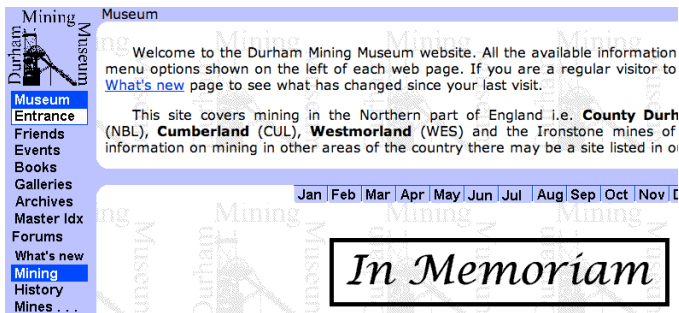 Mining
Durham
Museum
Museum
Entrance
Friends
Events
Books
Galleries
Archives
Master Idx
Forums
What's new
Mining
History
Mines . . .
Museum
Welcome to the Durham Mining Museum website. All the available information
menu options shown on the left of each web page. If you are a regular visitor to
What's new page to see what has changed since your last visit.
This site covers mining in the Northern part of England i.e. County Durh
(NBL), Cumberland (CUL), Westmorland (WES) and the Ironstone mines of
information on mining in other areas of the country there may be a site listed in o
Jan Feb Mar Apr May Jun Jul Aug Sep Oct Nov D
In Memoriam